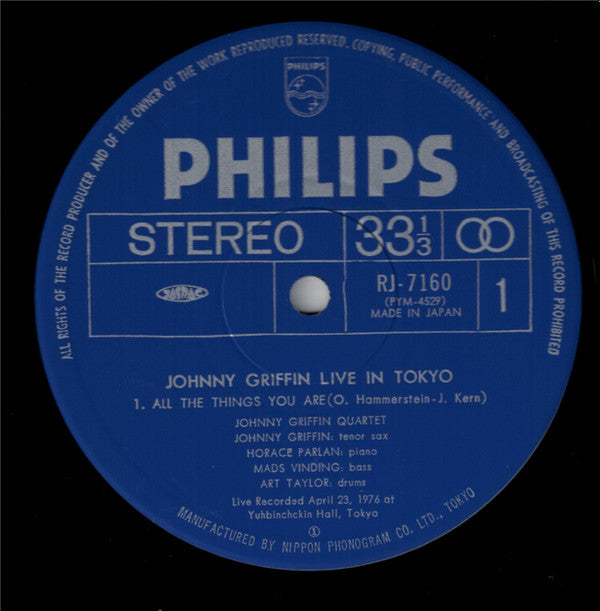 ALL RIGHTS OF THE RECORD PRODUCER AND OF THE OWNER OF THE WORK REPRODUCED RESERVED. COPYING, PUBLIC PERFORMANCE AND BROADCASTING OF THIS RECORD PROHIBITED
PHILIPS
PHILIPS
STEREO 33 1/3
JASRAC RJ-7160 1
(PYM-4529)
MADE IN JAPAN
JOHNNY GRIFFIN LIVE IN TOKYO
1. ALL THE THINGS YOU ARE(O. Hammerstein-J. Kern)
JOHNNY GRIFFIN QUARTET
JOHNNY GRIFFIN: tenor sax
HORACE PARLAN: piano
MADS VINDING: bass
ART TAYLOR: drums
Live Recorded April 23, 1976 at
Yuhbinchokin Hall, Tokyo
Ⓘ
MANUFACTURED BY NIPPON PHONOGRAM CO. LTD., TOKYO